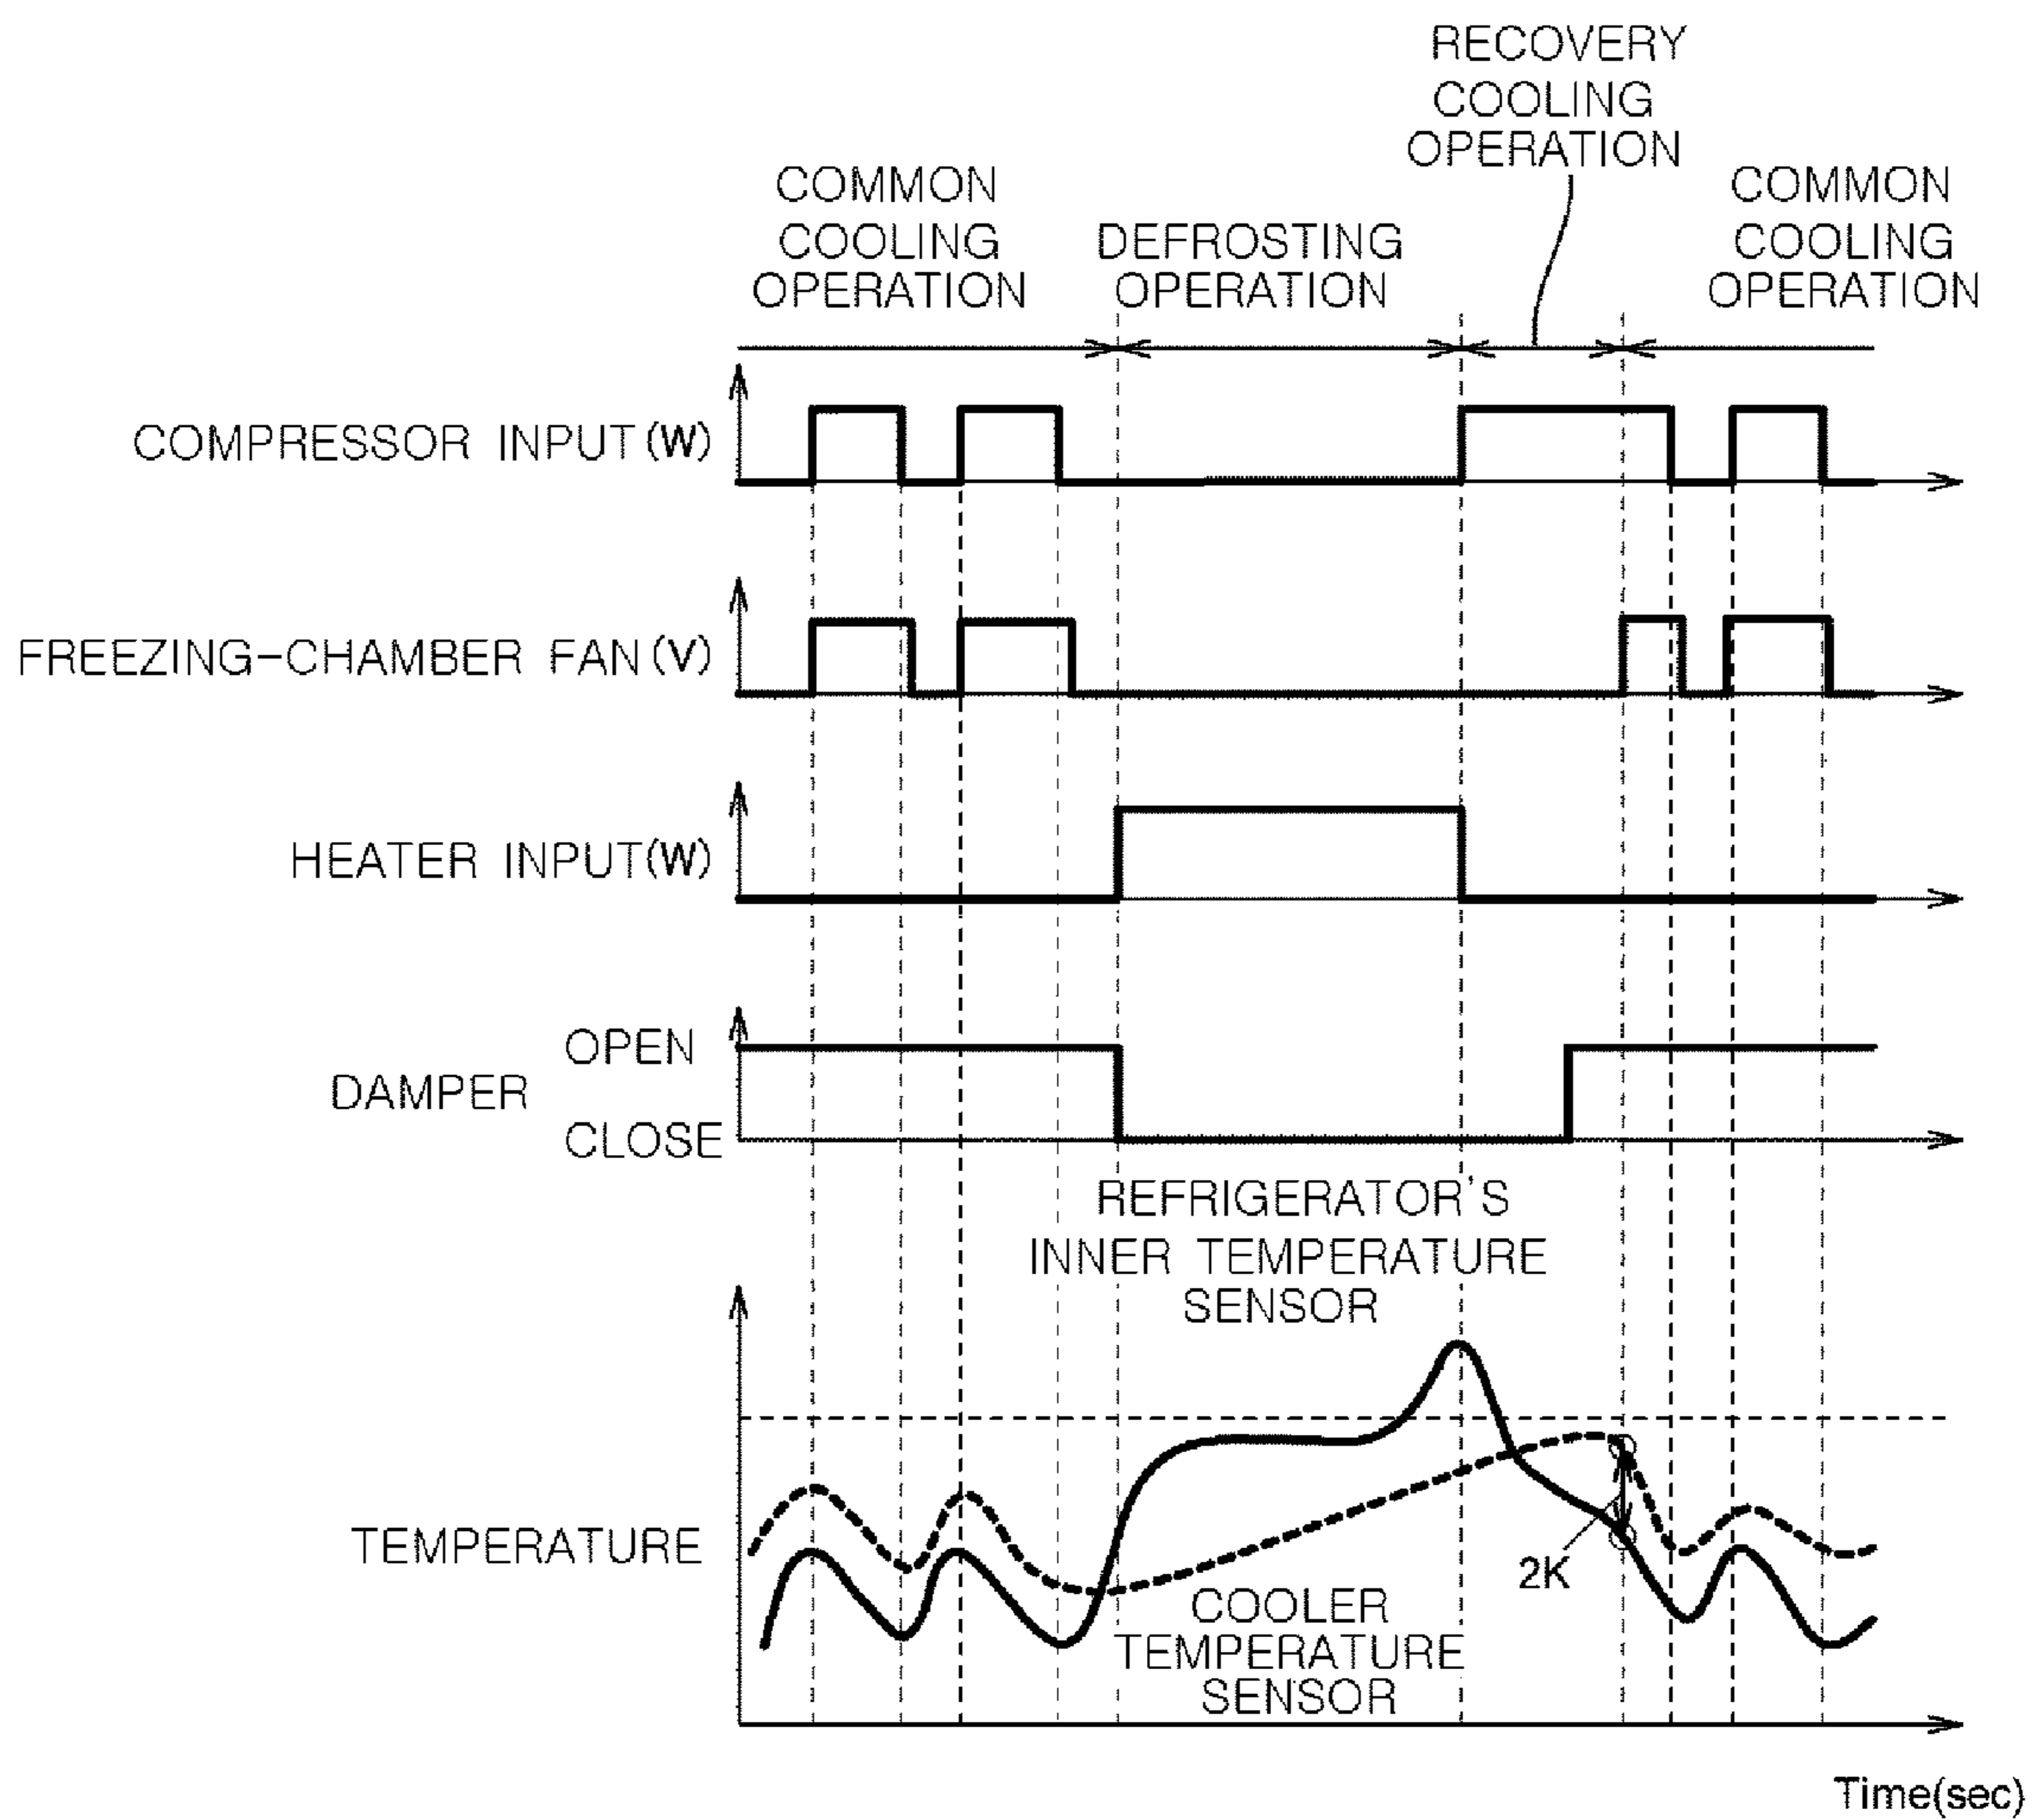 RECOVERY
COOLING
OPERATION
COMMON
COOLING
OPERATION
DEFROSTING
OPERATION
COMMON
COOLING
OPERATION
COMPRESSOR INPUT(W)
FREEZING-CHAMBER FAN(V)
HEATER INPUT(W)
OPEN
DAMPER
CLOSE
REFRIGERATOR'S
INNER TEMPERATURE
SENSOR
TEMPERATURE
2K
COOLER
TEMPERATURE
SENSOR
Time(sec)